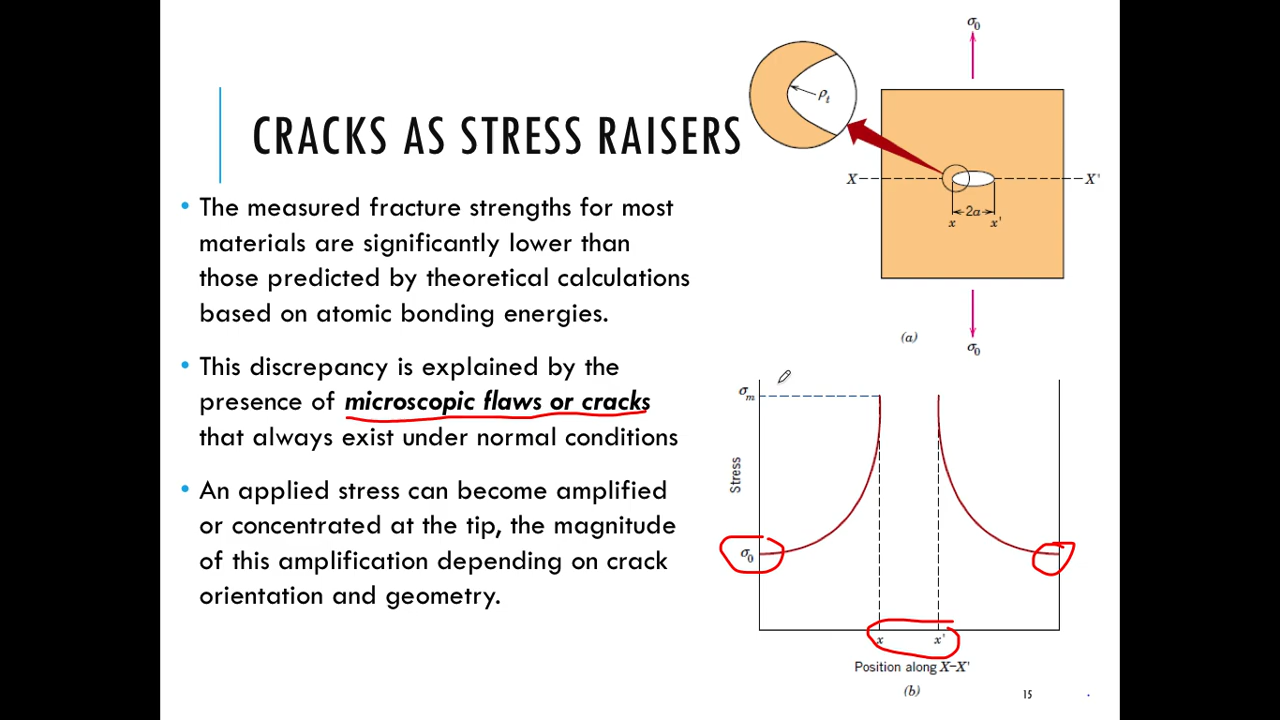 CRACKS AS STRESS RAISERS
• The measured fracture strengths for most
materials are significantly lower than
those predicted by theoretical calculations
based on atomic bonding energies.
• This discrepancy is explained by the
presence of microscopic flaws or cracks
that always exist under normal conditions
• An applied stress can become amplified
or concentrated at the tip, the magnitude
of this amplification depending on crack
orientation and geometry.
σ₀
ρₜ
X
X'
2a
x
x'
σ₀
(a)
σₘ
Stress
σ₀
x
x'
Position along X–X'
(b)
15